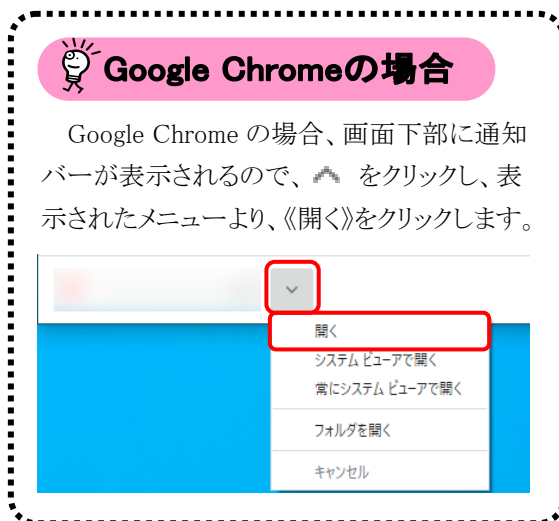 Google Chromeの場合
Google Chrome の場合、画面下部に通知
バーが表示されるので、 をクリックし、表
示されたメニューより、《開く》をクリックします。
開く
システム ビューアで開く
常にシステム ビューアで開く
フォルダを開く
キャンセル